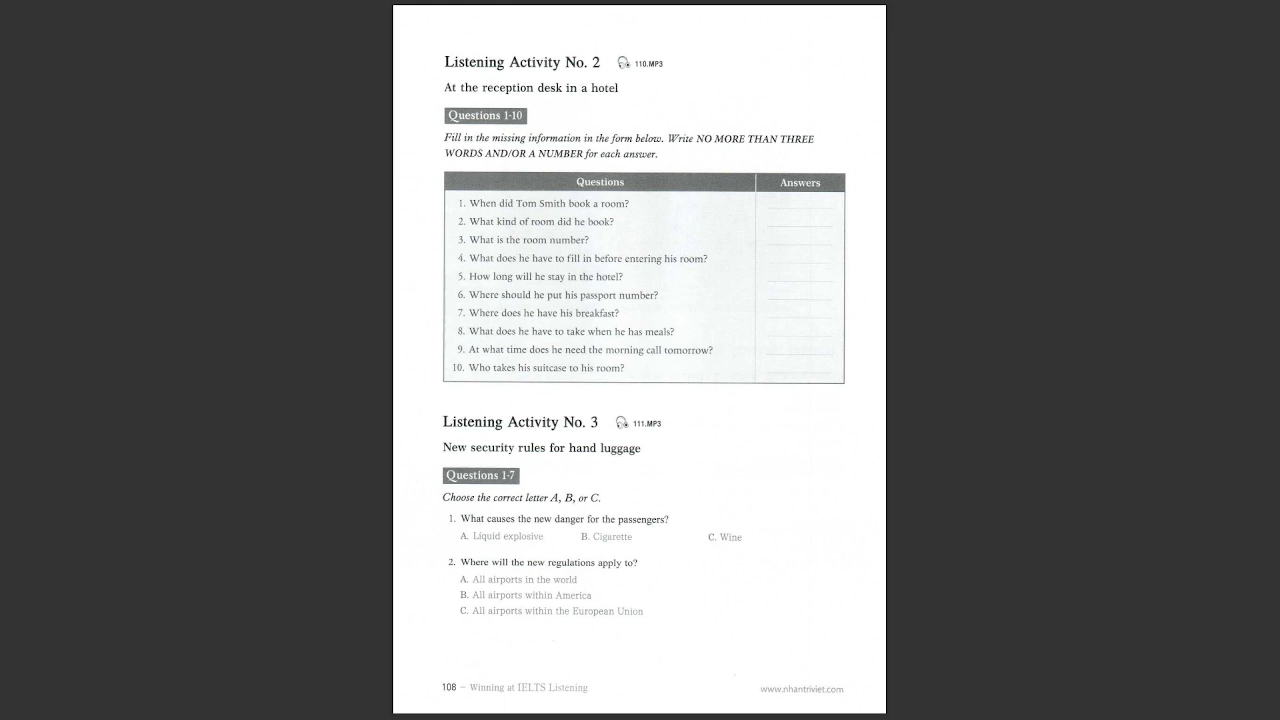 Listening Activity No. 2 110.MP3
At the reception desk in a hotel
Questions 1-10
Fill in the missing information in the form below. Write NO MORE THAN THREE
WORDS AND/OR A NUMBER for each answer.
Questions Answers
1. When did Tom Smith book a room?
2. What kind of room did he book?
3. What is the room number?
4. What does he have to fill in before entering his room?
5. How long will he stay in the hotel?
6. Where should he put his passport number?
7. Where does he have his breakfast?
8. What does he have to take when he has meals?
9. At what time does he need the morning call tomorrow?
10. Who takes his suitcase to his room?
Listening Activity No. 3 111.MP3
New security rules for hand luggage
Questions 1-7
Choose the correct letter A, B, or C.
1. What causes the new danger for the passengers?
A. Liquid explosive B. Cigarette C. Wine
2. Where will the new regulations apply to?
A. All airports in the world
B. All airports within America
C. All airports within the European Union
108 – Winning at IELTS Listening www.nhantriviet.com